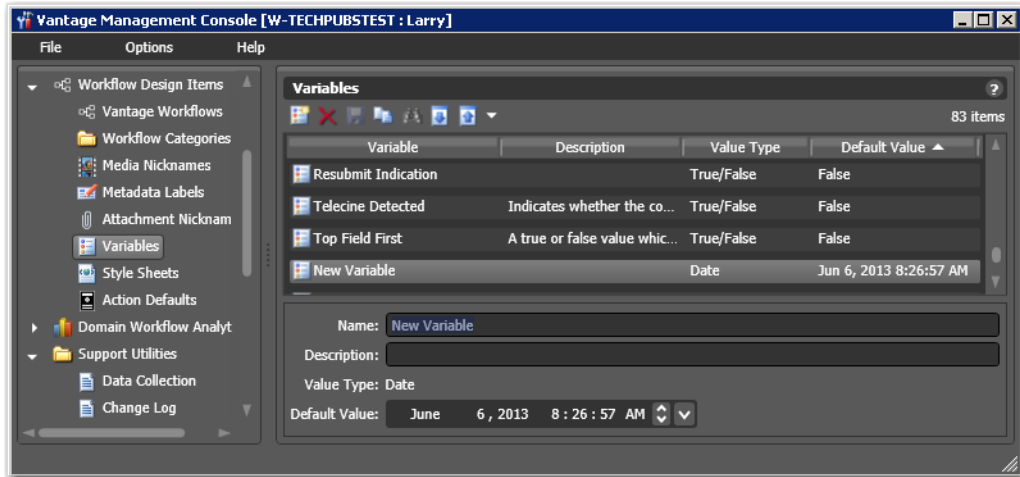 Vantage Management Console [W-TECHPUBSTEST : Larry]
File Options Help
Workflow Design Items
Vantage Workflows
Workflow Categories
Media Nicknames
Metadata Labels
Attachment Nicknam
Variables
Style Sheets
Action Defaults
Domain Workflow Analyt
Support Utilities
Data Collection
Change Log
Variables ?
83 items
Variable Description Value Type Default Value
Resubmit Indication True/False False
Telecine Detected Indicates whether the co... True/False False
Top Field First A true or false value whic... True/False False
New Variable Date Jun 6, 2013 8:26:57 AM
Name: New Variable
Description:
Value Type: Date
Default Value: June 6, 2013 8:26:57 AM